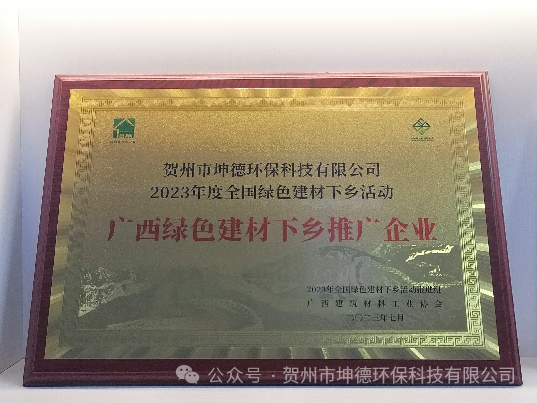 贺州市坤德环保科技有限公司
2023年度全国绿色建材下乡活动
广西绿色建材下乡推广企业
2023年全国绿色建材下乡活动推进组
广西建筑材料工业协会
二〇二三年七月
公众号·贺州市坤德环保科技有限公司